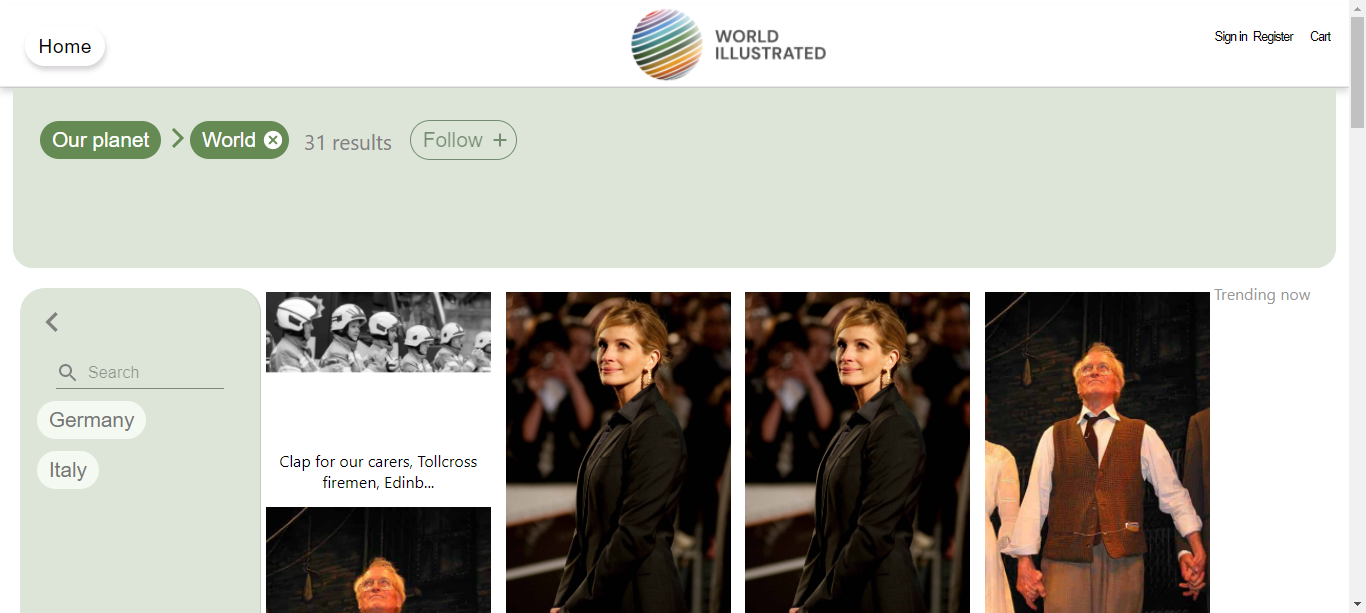 Home
WORLD
ILLUSTRATED
Sign in Register Cart
Our planet World 31 results Follow
Trending now
Search
Germany
Italy
Clap for our carers, Tollcross
firemen, Edinb...